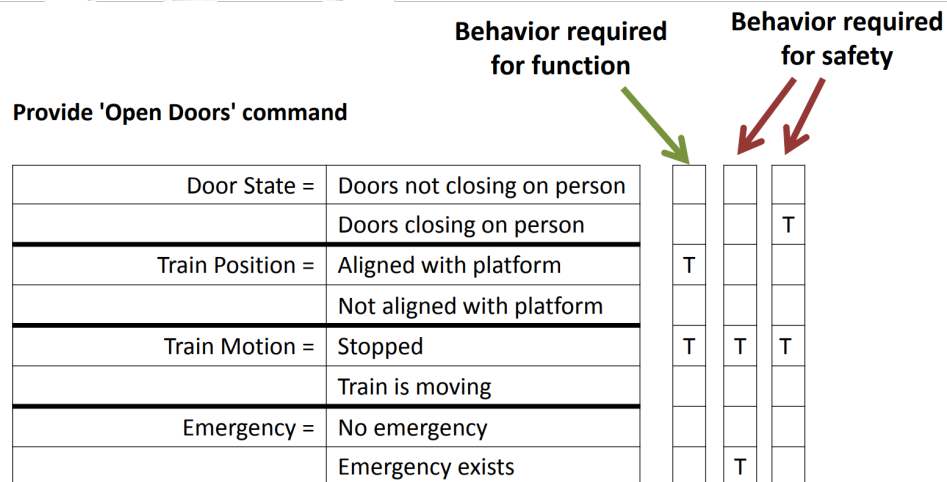 Behavior required
for function
Behavior required
for safety
Provide 'Open Doors' command
Door State = Doors not closing on person
Doors closing on person T
Train Position = Aligned with platform T
Not aligned with platform
Train Motion = Stopped T T T
Train is moving
Emergency = No emergency
Emergency exists T